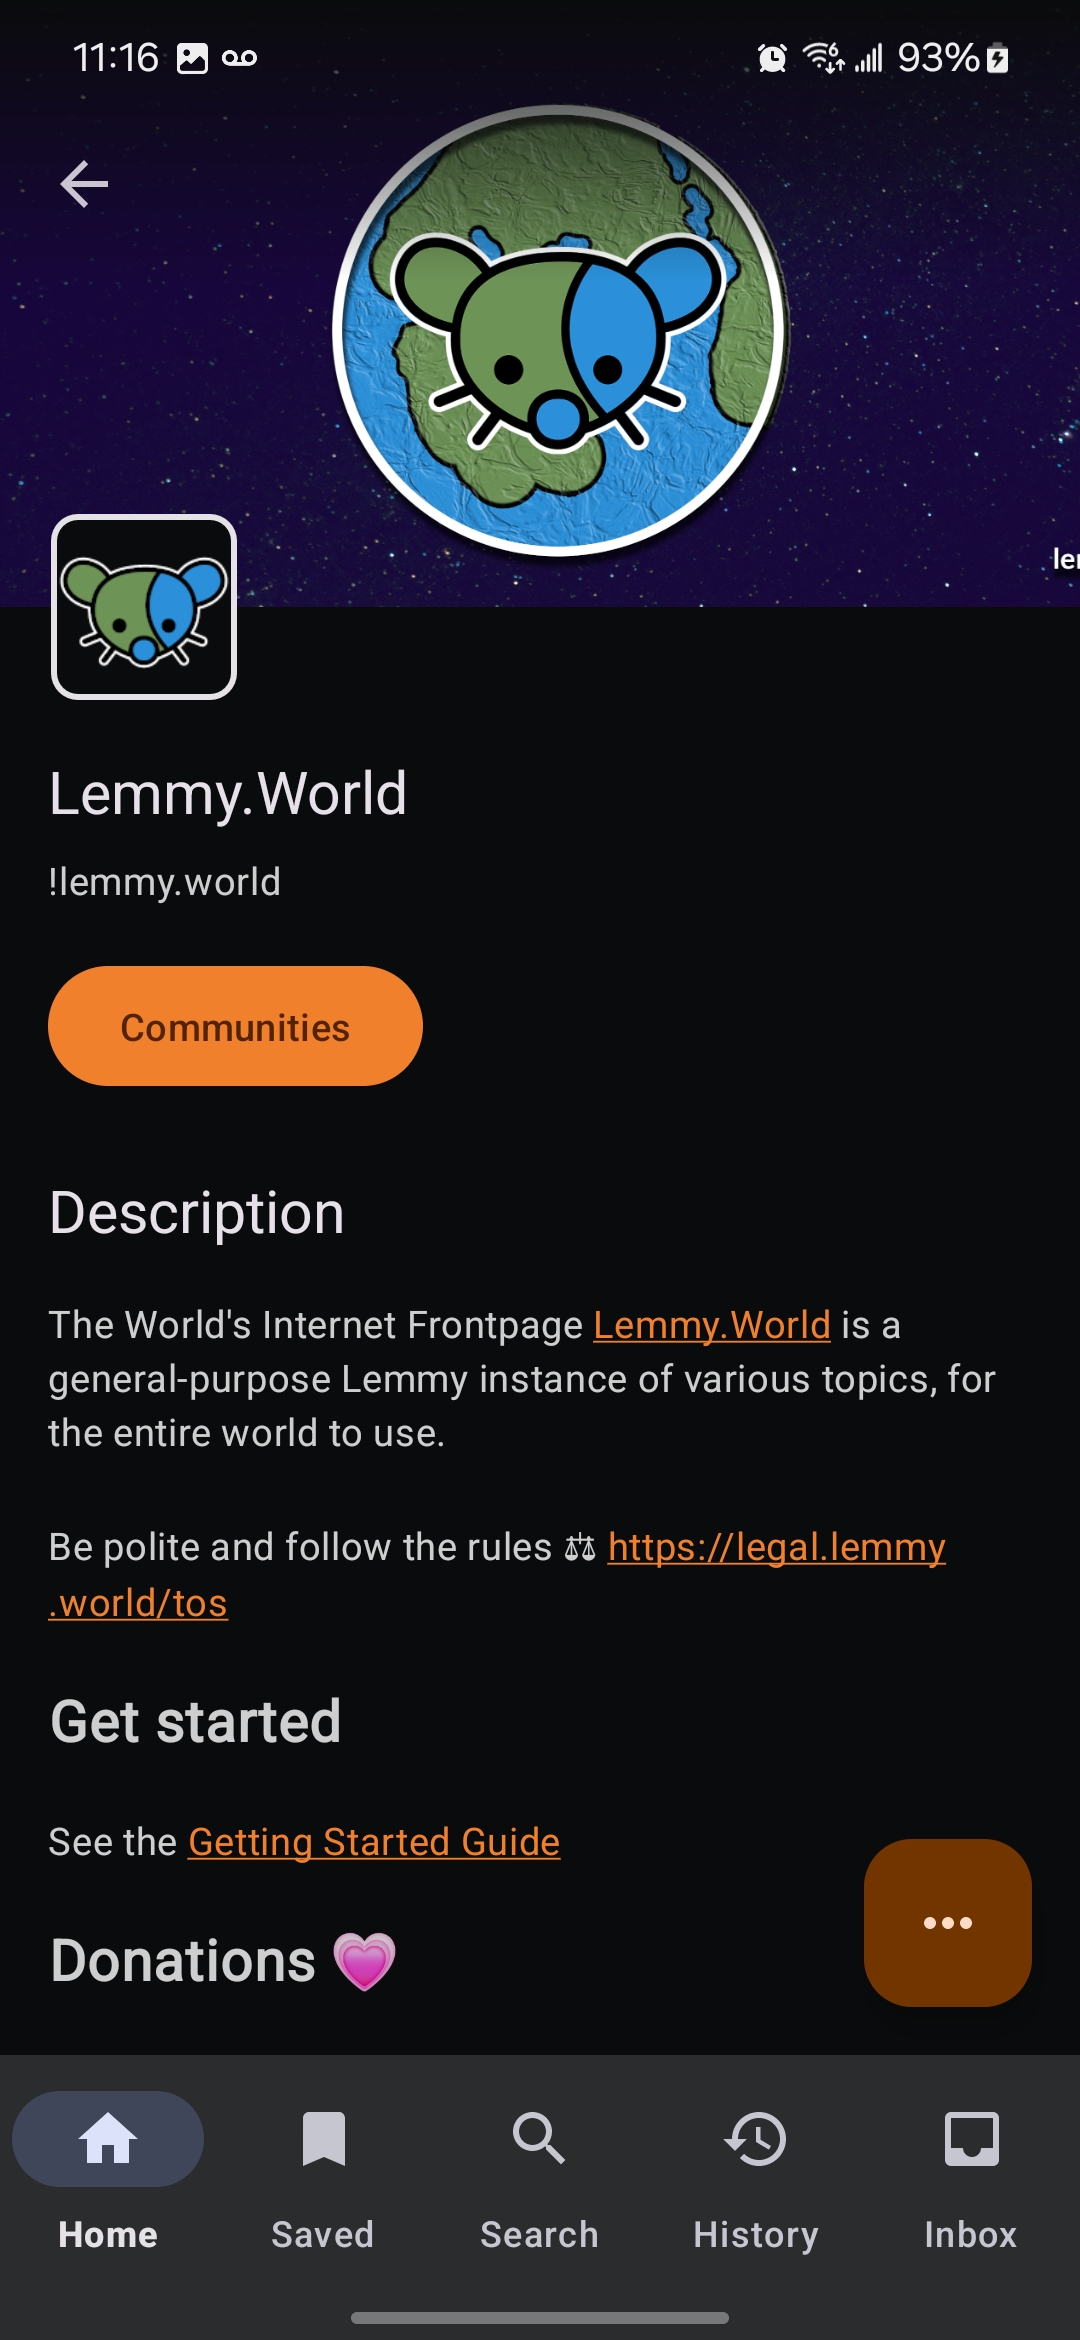 11:16
93%
Lemmy.World
!lemmy.world
Communities
Description
The World's Internet Frontpage Lemmy.World is a
general-purpose Lemmy instance of various topics, for
the entire world to use.
Be polite and follow the rules ⚖ https://legal.lemmy
.world/tos
Get started
See the Getting Started Guide
Donations 💗
Home Saved Search History Inbox